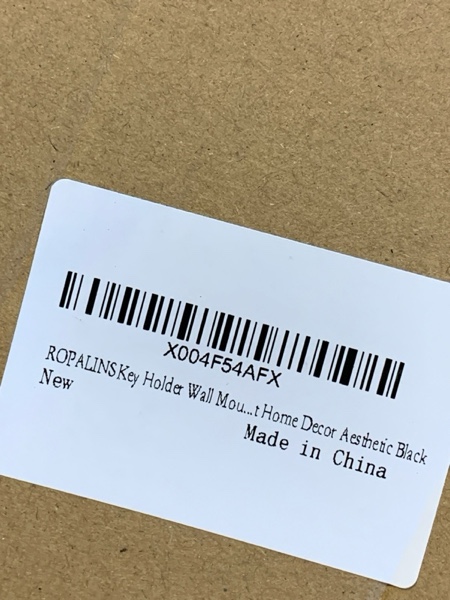 X004F54AFX
ROPALINS Key Holder Wall Mou...t Home Decor Aesthetic Black
New
Made in China